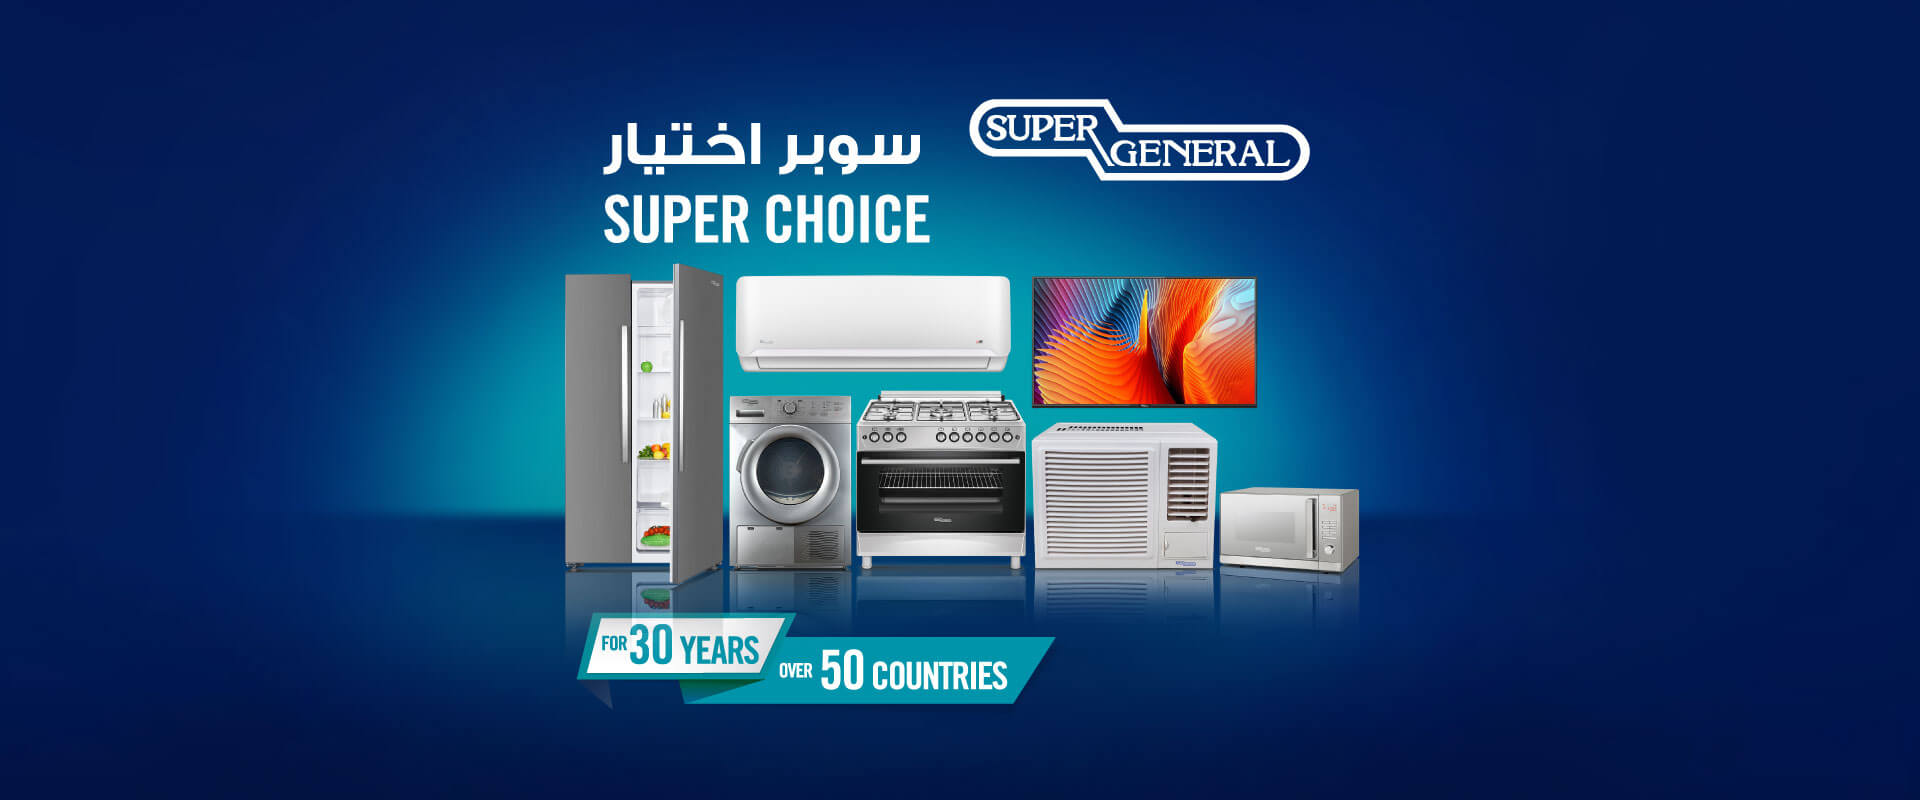 سوبر اختيار
SUPER CHOICE
SUPER
GENERAL
FOR 30 YEARS
OVER 50 COUNTRIES